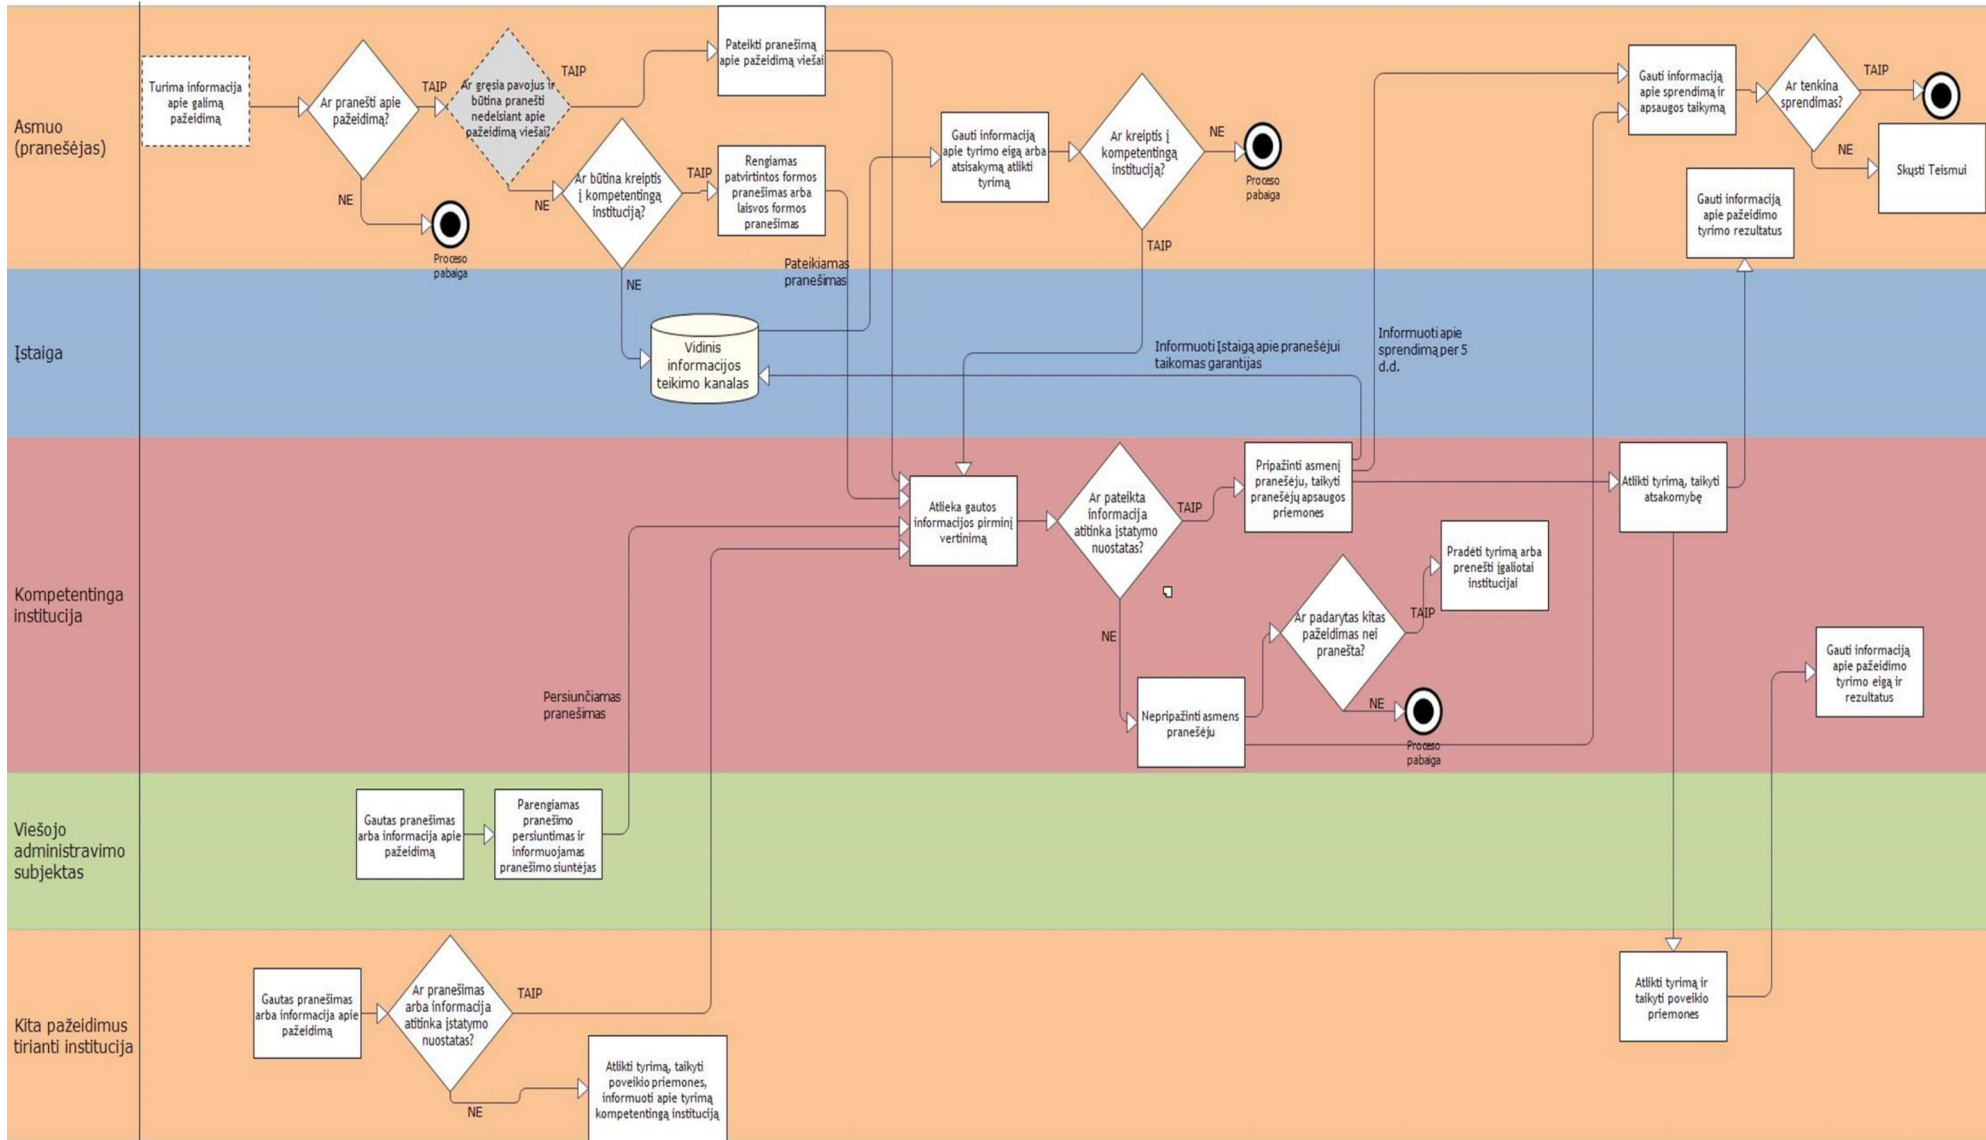 Asmuo
(pranešėjas)
Turima informacija
apie galimą
pažeidimą
Ar pranešti apie
pažeidimą?
TAIP
NE
Proceso
pabaiga
Ar gręsia pavojus ir
būtina pranešti
nedelsiant apie
pažeidimą viešai?
TAIP
NE
Pateikti pranešimą
apie pažeidimą viešai
Ar būtina kreiptis
į kompetentingą
instituciją?
TAIP
NE
Rengiamas
patvirtintos formos
pranešimas arba
laisvos formos
pranešimas
Pateikiamas
pranešimas
Gauti informaciją
apie tyrimo eigą arba
atsisakymą atlikti
tyrimą
Ar kreiptis į
kompetentingą
instituciją?
NE
Proceso
pabaiga
TAIP
Gauti informaciją
apie sprendimą ir
apsaugos taikymą
Ar tenkina
sprendimas?
TAIP
NE
Skųsti Teismui
Gauti informaciją
apie pažeidimo
tyrimo rezultatus
Įstaiga
Vidinis
informacijos
teikimo kanalas
Informuoti Įstaigą apie pranešėjui
taikomas garantijas
Informuoti apie
sprendimą per 5
d.d.
Kompetentinga
institucija
Atlieka gautos
informacijos pirminį
vertinimą
Ar pateikta
informacija
atitinka įstatymo
nuostatas?
TAIP
NE
Pripažinti asmenį
pranešėju, taikyti
pranešėjų apsaugos
priemones
Atlikti tyrimą, taikyti
atsakomybę
Pradėti tyrimą arba
prenešti įgaliotai
institucijai
Ar padarytas kitas
pažeidimas nei
pranešta?
TAIP
NE
Proceso
pabaiga
Nepripažinti asmens
pranešėju
Gauti informaciją
apie pažeidimo
tyrimo eigą ir
rezultatus
Persiunčiamas
pranešimas
Viešojo
administravimo
subjektas
Gautas pranešimas
arba informacija apie
pažeidimą
Parengiamas
pranešimo
persiuntimas ir
informuojamas
pranešimo siuntėjas
Kita pažeidimus
tirianti institucija
Gautas pranešimas
arba informacija apie
pažeidimą
Ar pranešimas
arba informacija
atitinka įstatymo
nuostatas?
TAIP
NE
Atlikti tyrimą, taikyti
poveikio priemones,
informuoti apie tyrimą
kompetentingą instituciją
Atlikti tyrimą ir
taikyti poveikio
priemones